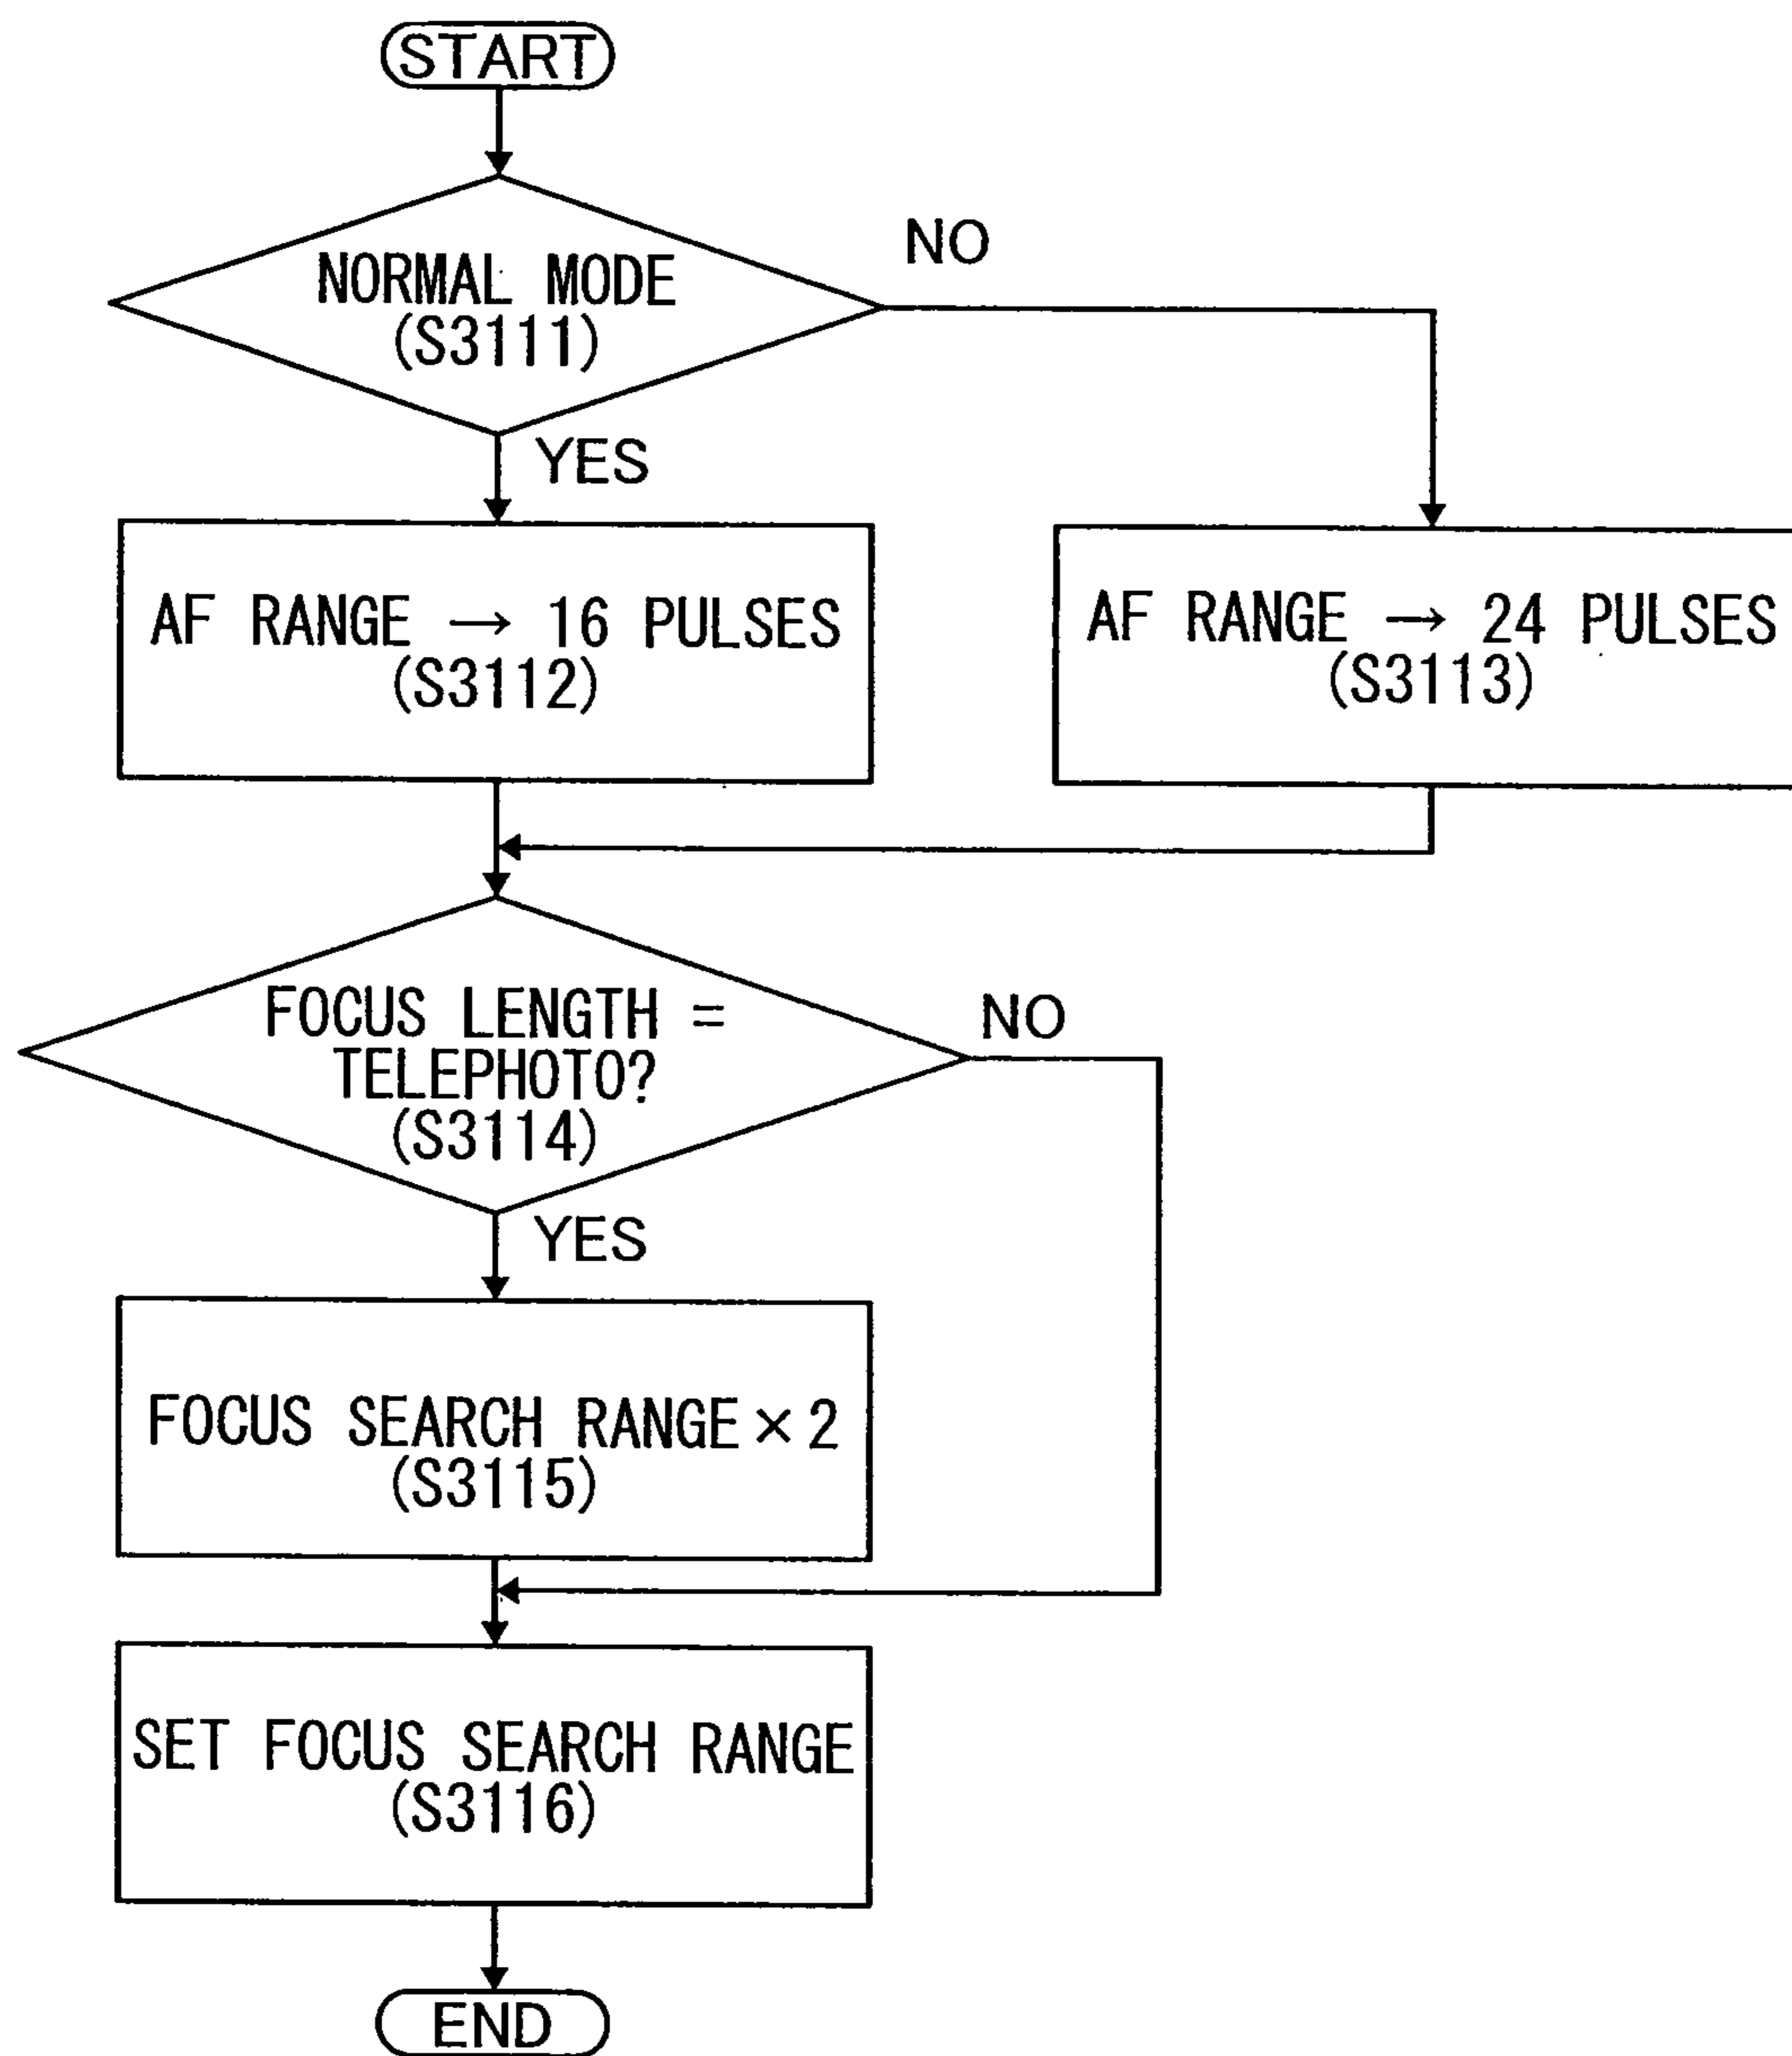 START
NORMAL MODE
(S3111)
NO
YES
AF RANGE → 16 PULSES
(S3112)
AF RANGE → 24 PULSES
(S3113)
FOCUS LENGTH =
TELEPHOTO?
(S3114)
NO
YES
FOCUS SEARCH RANGE × 2
(S3115)
SET FOCUS SEARCH RANGE
(S3116)
END